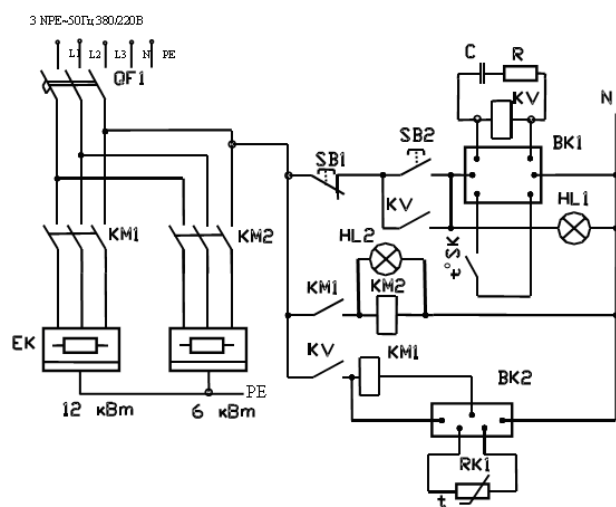 3 NPE~50Гц 380/220В
L1 L2 L3 N PE
QF1
C R
KV
N
BK1
SB1
SB2
KV
HL1
t° SK
KM1
KM2
HL2
KM1
KM2
EK
KV
KM1
BK2
PE
12 кВт
6 кВт
RK1
t